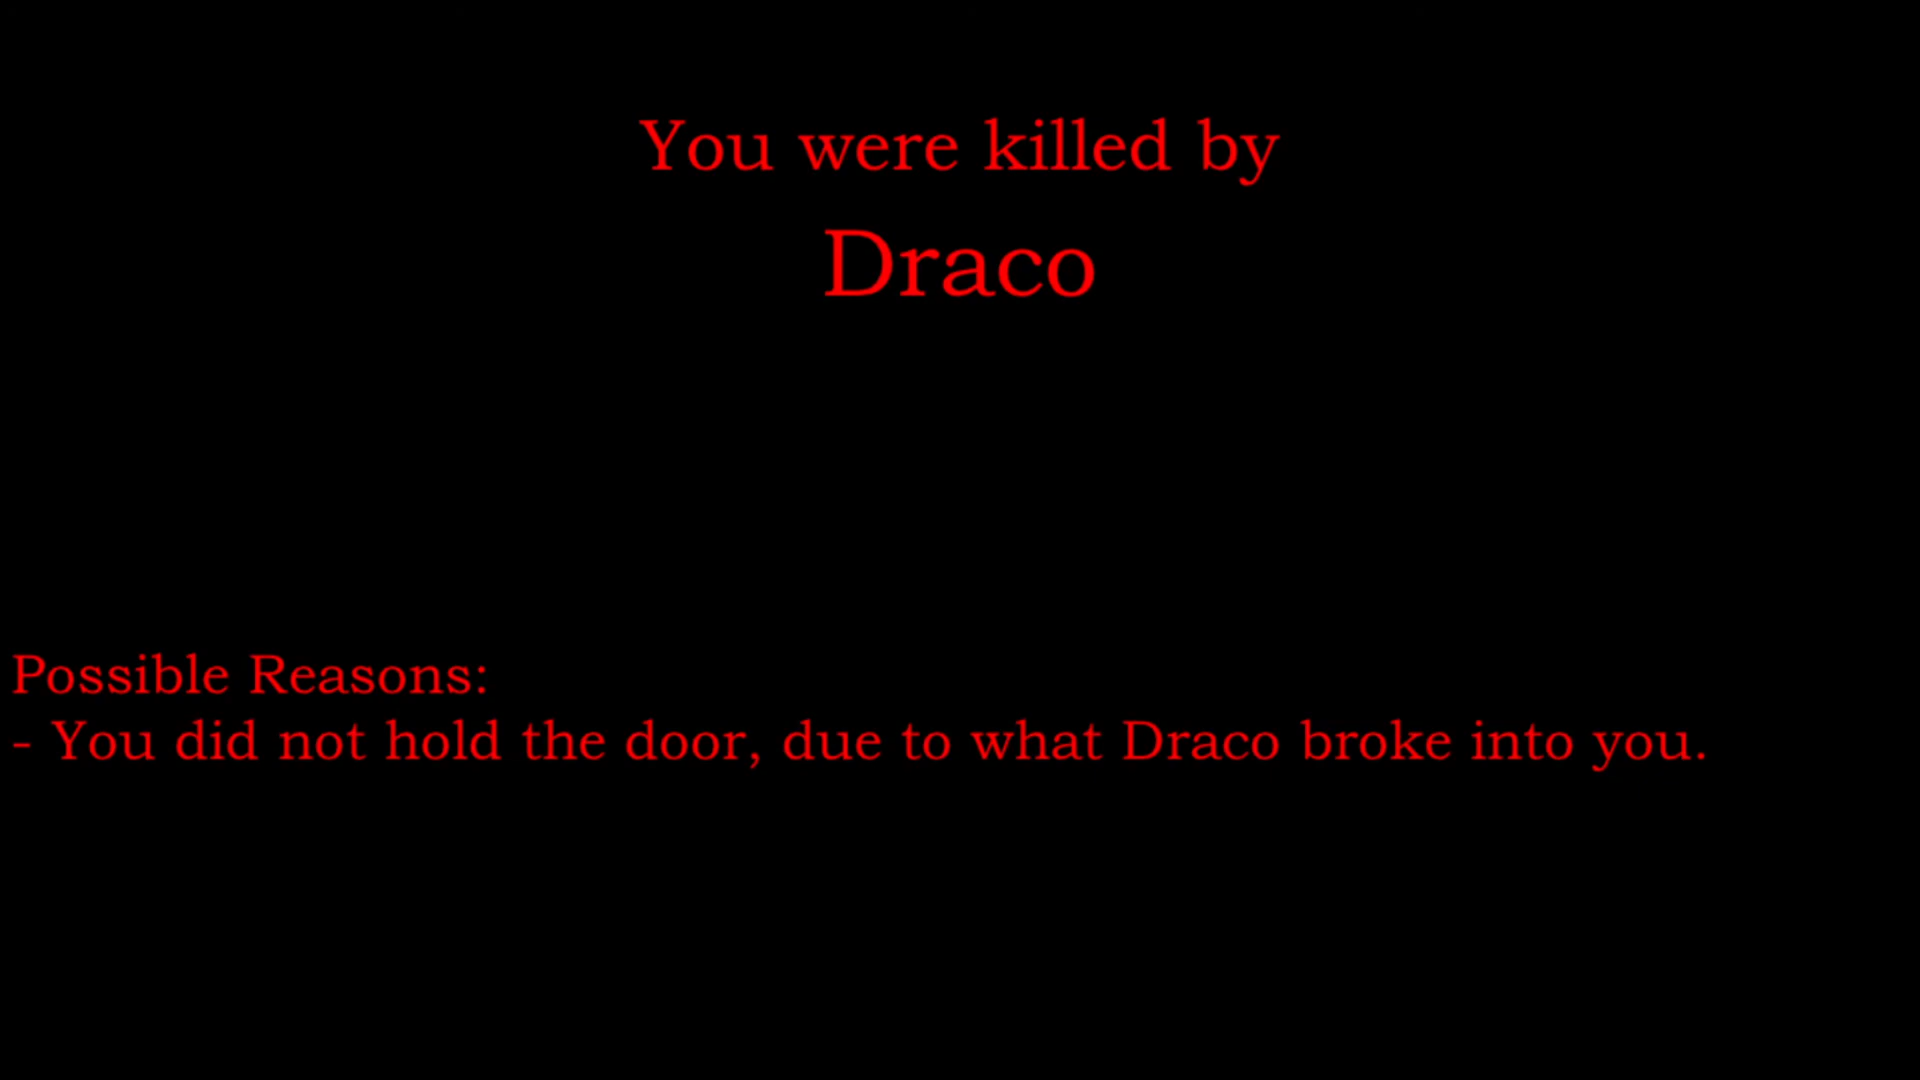 You were killed by
Draco
Possible Reasons:
- You did not hold the door, due to what Draco broke into you.